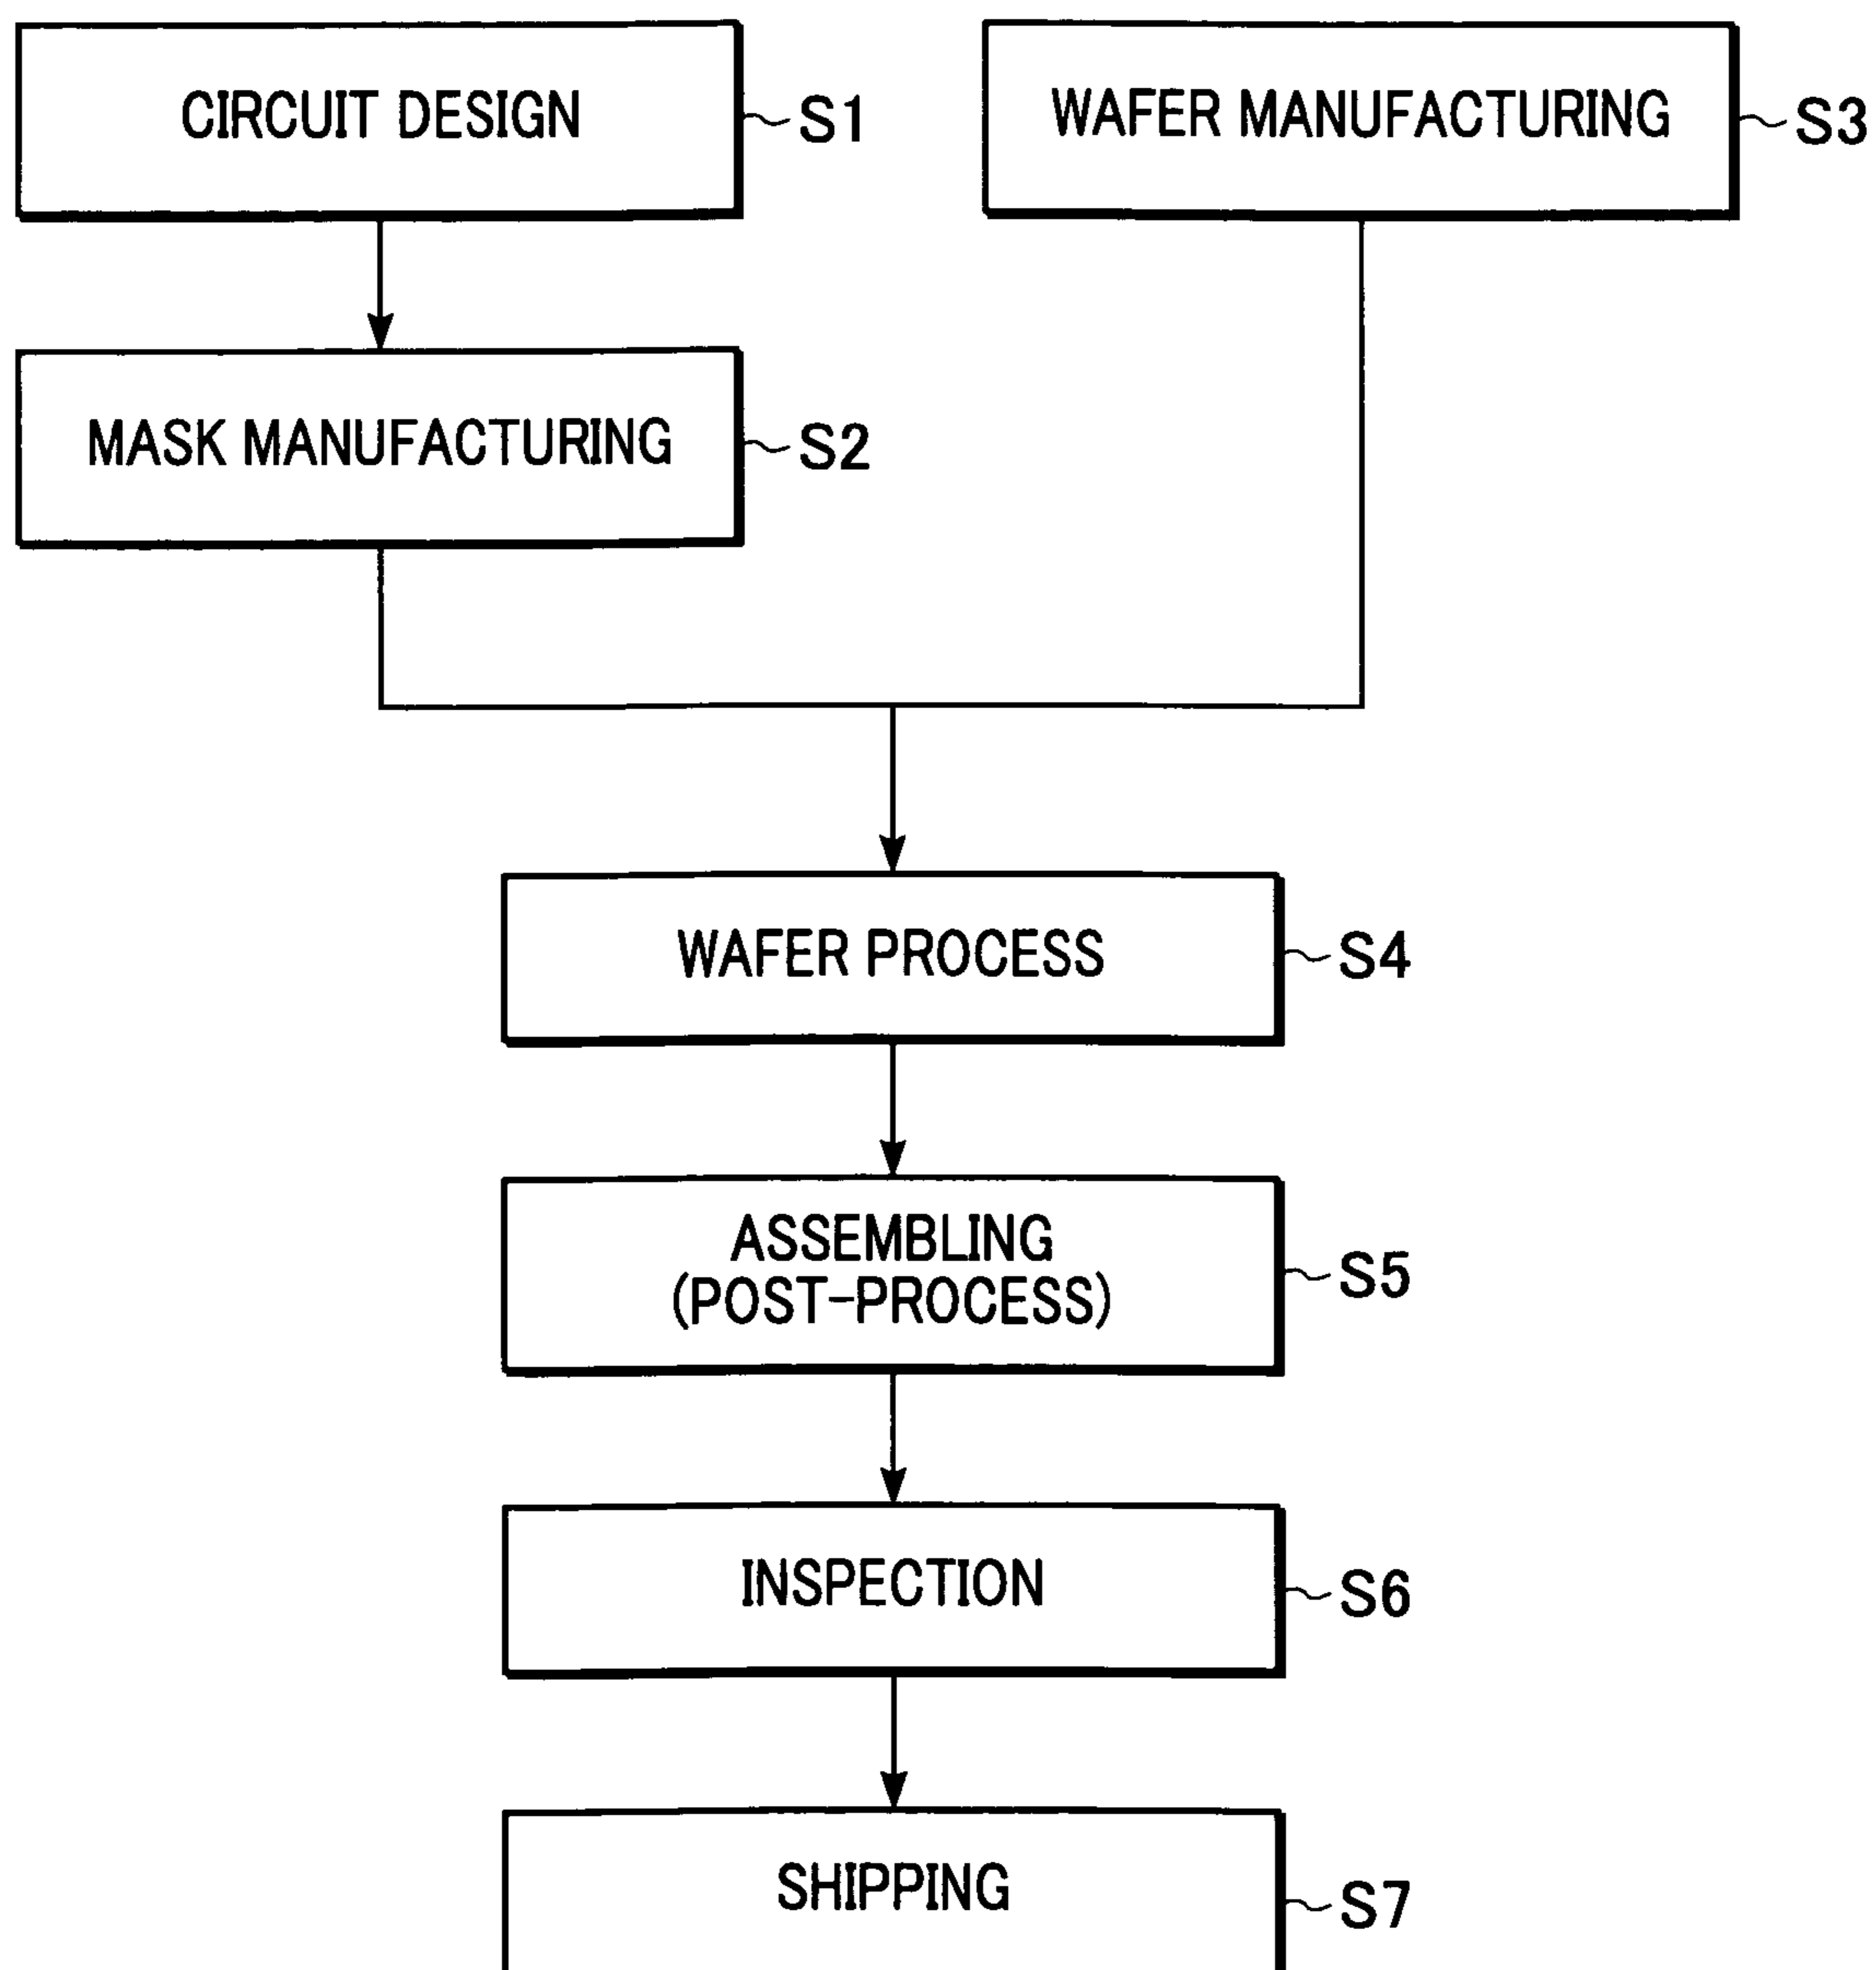 CIRCUIT DESIGN
S1
WAFER MANUFACTURING
S3
MASK MANUFACTURING
S2
WAFER PROCESS
S4
ASSEMBLING
(POST-PROCESS)
S5
INSPECTION
S6
SHIPPING
S7